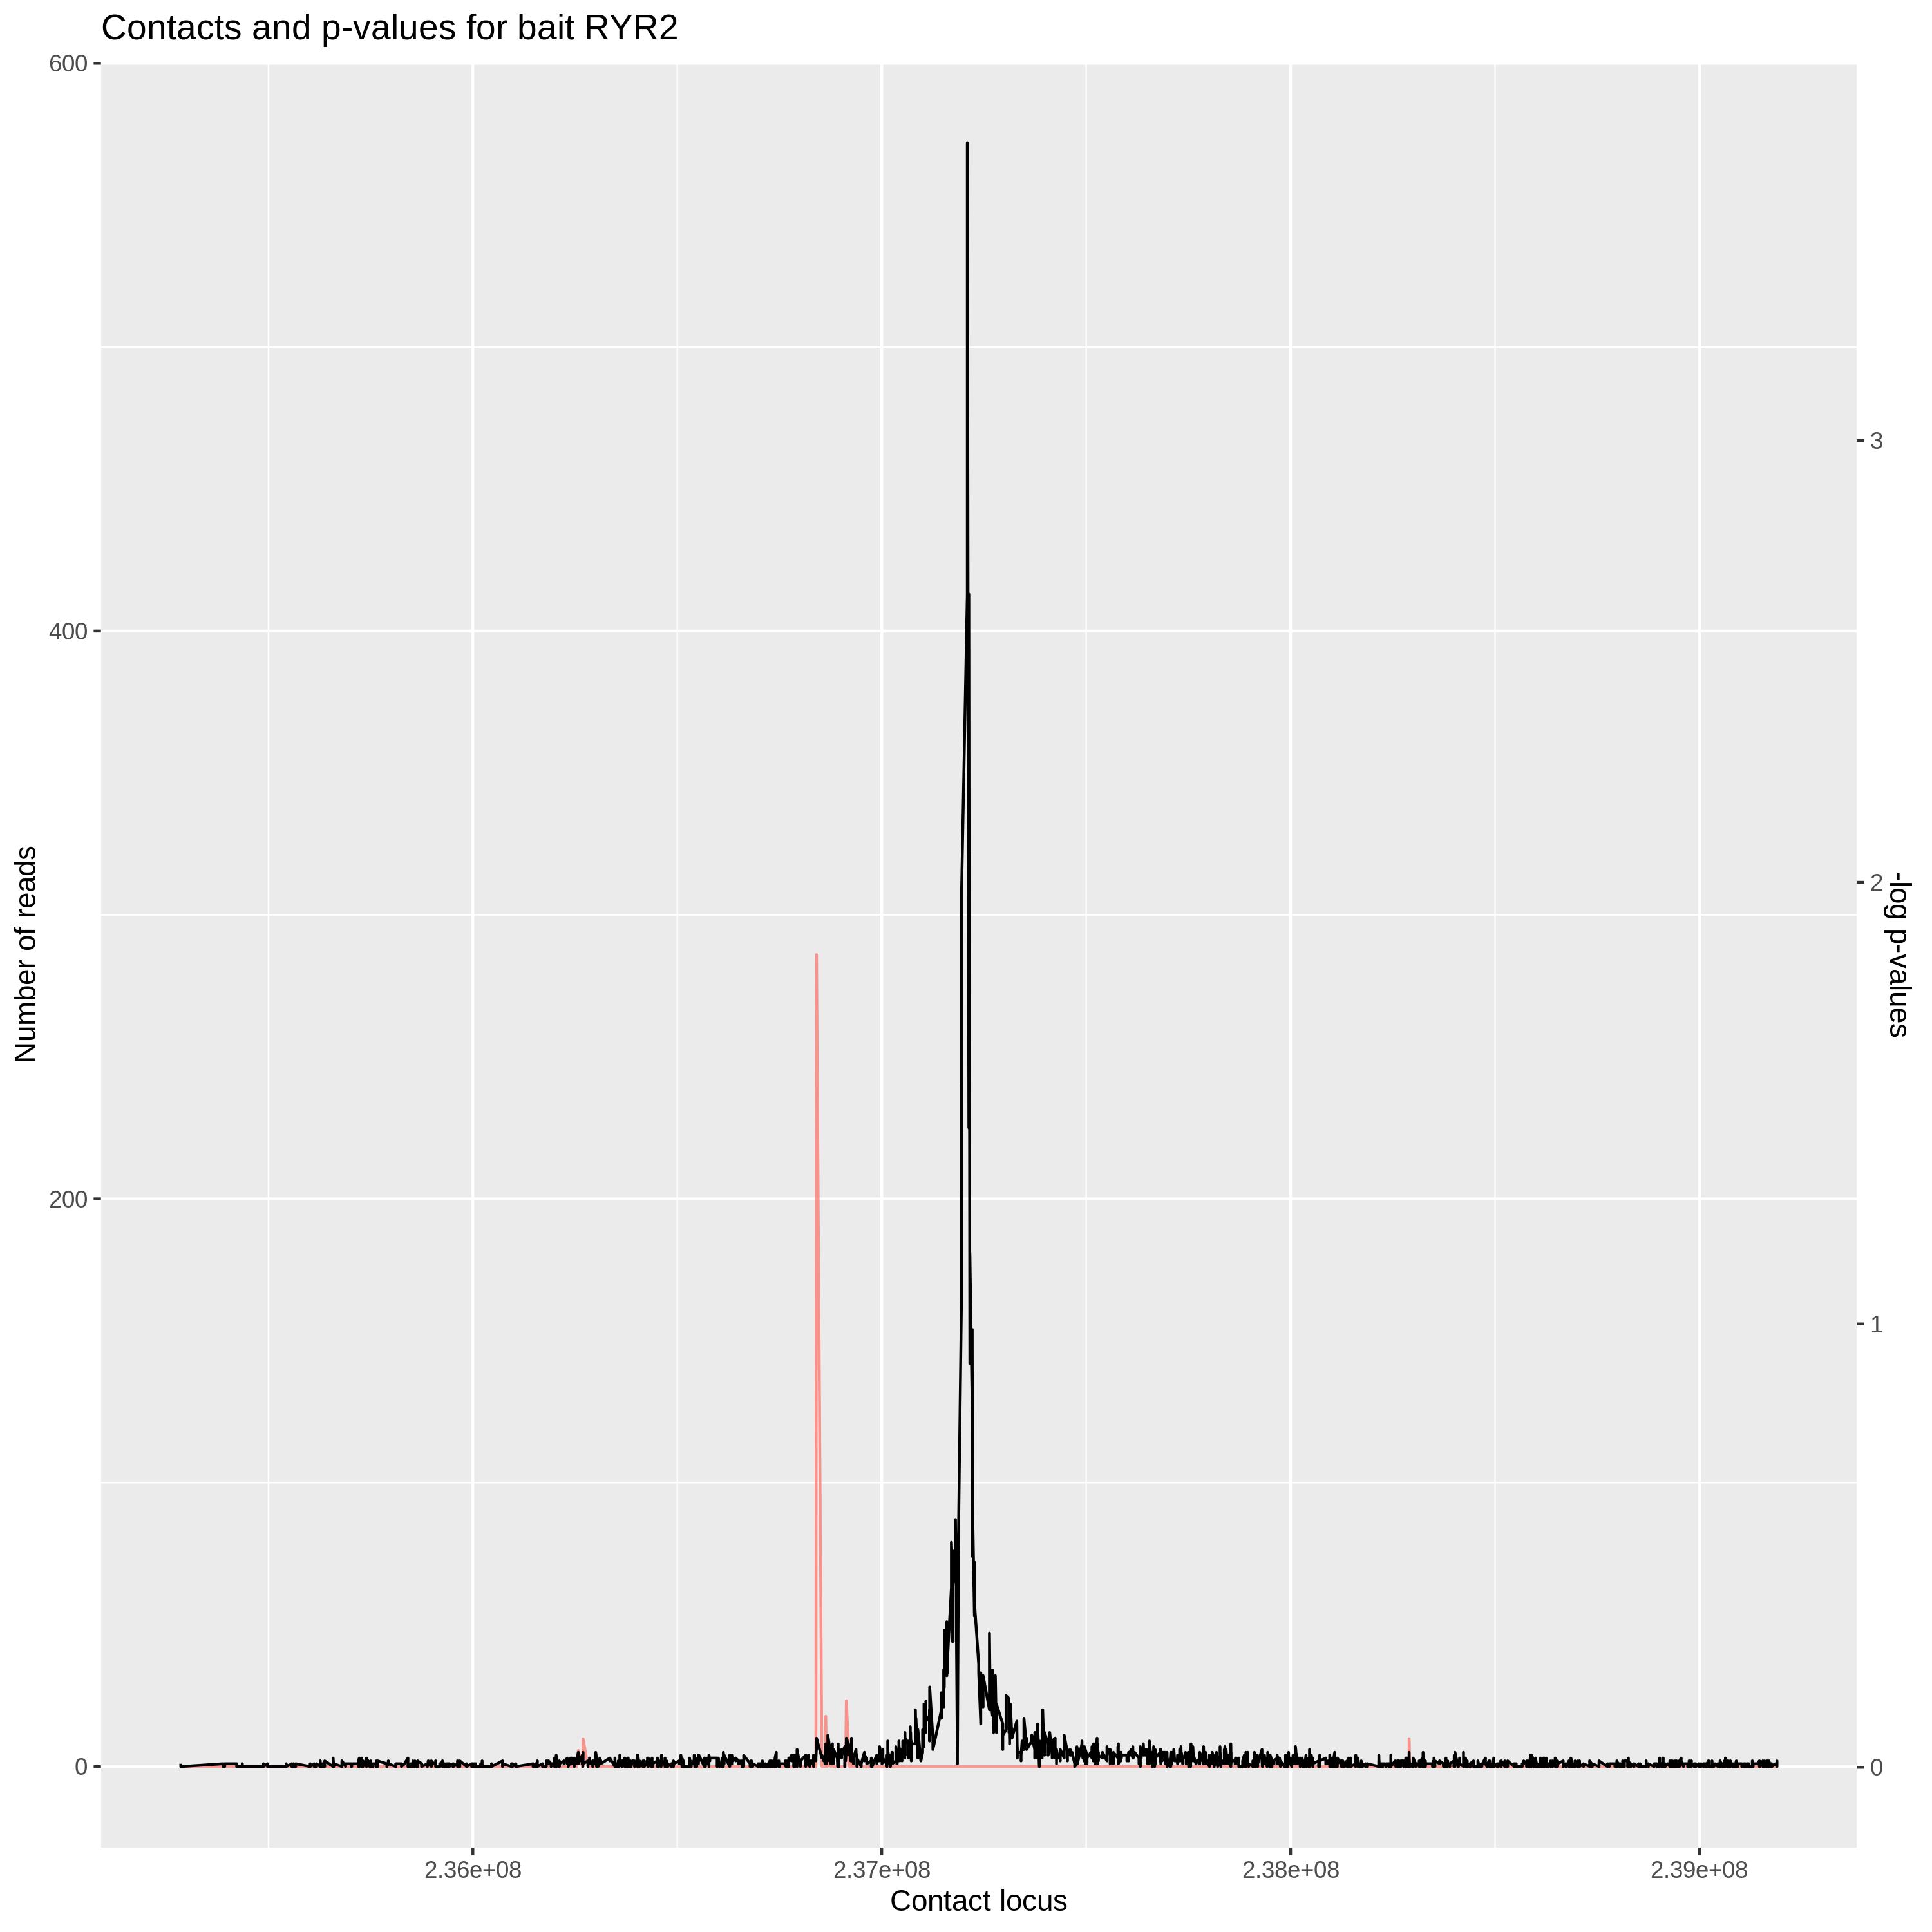 Contacts and p-values for bait RYR2
600
400
200
0
Number of reads
3
2
1
0
-log p-values
2.36e+08
2.37e+08
2.38e+08
2.39e+08
Contact locus